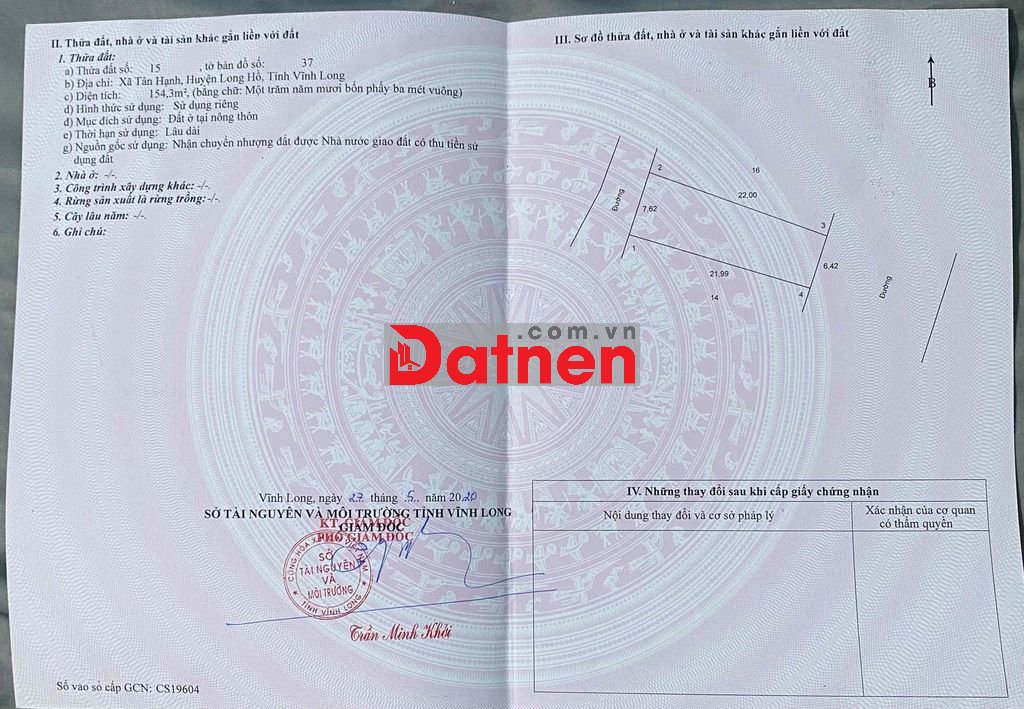 II. Thửa đất, nhà ở và tài sản khác gắn liền với đất
1. Thửa đất:
a) Thửa đất số: 15 , tờ bản đồ số: 37
b) Địa chỉ: Xã Tân Hạnh, Huyện Long Hồ, Tỉnh Vĩnh Long
c) Diện tích: 154,3m², (bằng chữ: Một trăm năm mươi bốn phẩy ba mét vuông)
d) Hình thức sử dụng: Sử dụng riêng
đ) Mục đích sử dụng: Đất ở tại nông thôn
e) Thời hạn sử dụng: Lâu dài
g) Nguồn gốc sử dụng: Nhận chuyển nhượng đất được Nhà nước giao đất có thu tiền sử
dụng đất
2. Nhà ở: -/-.
3. Công trình xây dựng khác: -/-.
4. Rừng sản xuất là rừng trồng: -/-.
5. Cây lâu năm: -/-.
6. Ghi chú:
Vĩnh Long, ngày 27 tháng 5 năm 2020
SỞ TÀI NGUYÊN VÀ MÔI TRƯỜNG TỈNH VĨNH LONG
KT. GIÁM ĐỐC
GIÁM ĐỐC
PHÓ GIÁM ĐỐC
CỘNG HÒA
VIỆT NAM
SỞ
TÀI NGUYÊN
VÀ
MÔI TRƯỜNG
TỈNH VĨNH LONG
Trần Minh Khởi
Số vào sổ cấp GCN: CS19604
III. Sơ đồ thửa đất, nhà ở và tài sản khác gắn liền với đất
B
16
2
22,00
Đường
7,62
3
1
6,42
21,99
4
14
Đường
.com.vn
Datnen
IV. Những thay đổi sau khi cấp giấy chứng nhận
Nội dung thay đổi và cơ sở pháp lý
Xác nhận của cơ quan
có thẩm quyền